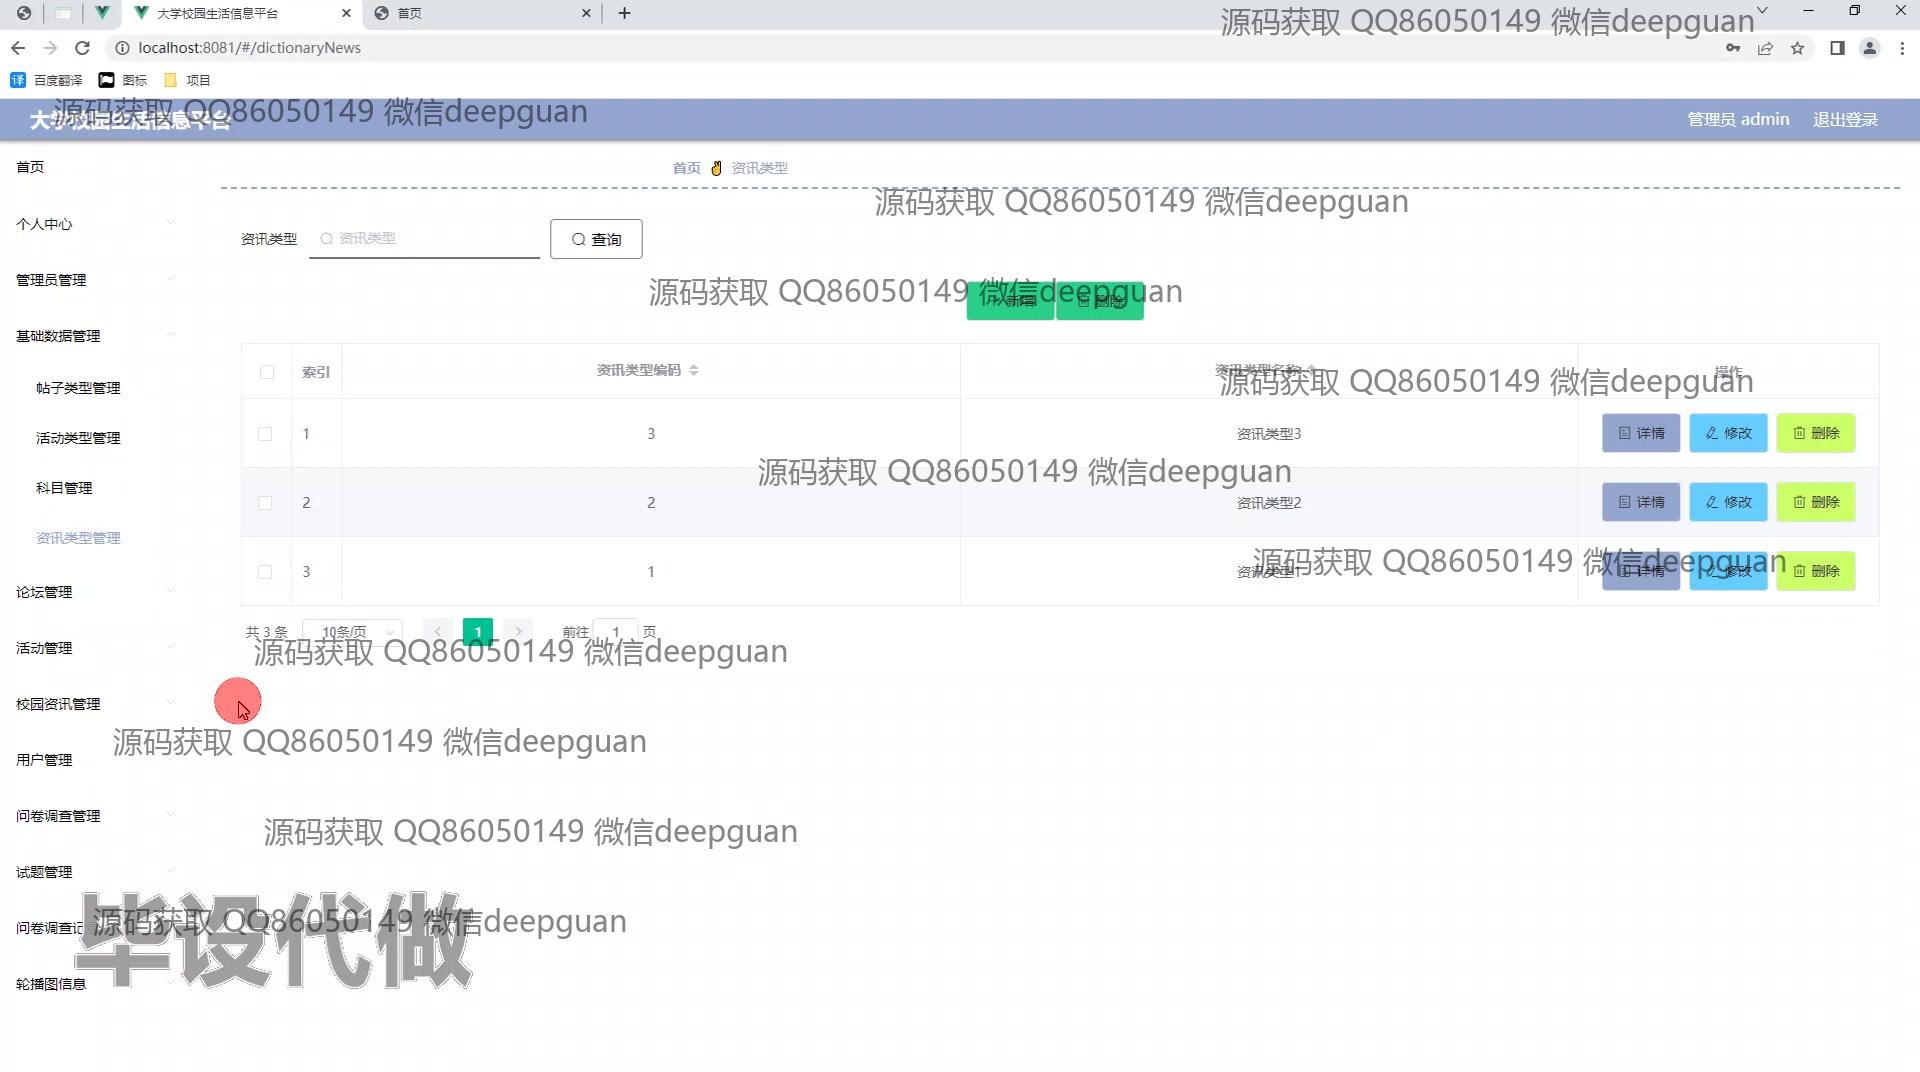 大学校园生活信息平台
首页
源码获取 QQ86050149 微信deepguan
localhost:8081/#/dictionaryNews
百度翻译
图标
项目
源码获取 QQ86050149 微信deepguan
大学校园生活信息平台
管理员 admin
退出登录
首页
首页
资讯类型
源码获取 QQ86050149 微信deepguan
个人中心
资讯类型
资讯类型
查询
管理员管理
源码获取 QQ86050149 微信deepguan
新增
删除
基础数据管理
索引
资讯类型编码
资讯类型名称
操作
源码获取 QQ86050149 微信deepguan
帖子类型管理
1
3
资讯类型3
详情
修改
删除
活动类型管理
源码获取 QQ86050149 微信deepguan
科目管理
2
2
资讯类型2
详情
修改
删除
资讯类型管理
源码获取 QQ86050149 微信deepguan
3
1
资讯类型1
详情
修改
删除
论坛管理
共 3 条
10条/页
1
前往
1
页
活动管理
源码获取 QQ86050149 微信deepguan
校园资讯管理
源码获取 QQ86050149 微信deepguan
用户管理
问卷调查管理
源码获取 QQ86050149 微信deepguan
试题管理
源码获取 QQ86050149 微信deepguan
问卷调查记
毕设代做
轮播图信息